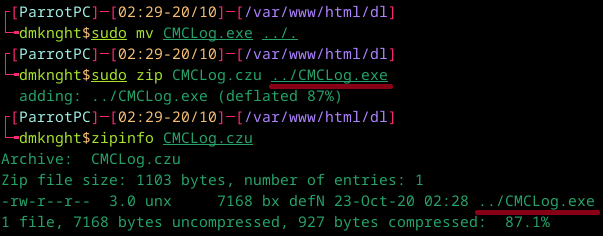 ┌[ParrotPC]─[02:29-20/10]─[/var/www/html/dl]
└╼dmknght$sudo mv CMCLog.exe ../.
┌[ParrotPC]─[02:29-20/10]─[/var/www/html/dl]
└╼dmknght$sudo zip CMCLog.czu ../CMCLog.exe
  adding: ../CMCLog.exe (deflated 87%)
┌[ParrotPC]─[02:29-20/10]─[/var/www/html/dl]
└╼dmknght$zipinfo CMCLog.czu
Archive:  CMCLog.czu
Zip file size: 1103 bytes, number of entries: 1
-rw-r--r--  3.0 unx     7168 bx defN 23-Oct-20 02:28 ../CMCLog.exe
1 file, 7168 bytes uncompressed, 927 bytes compressed:  87.1%